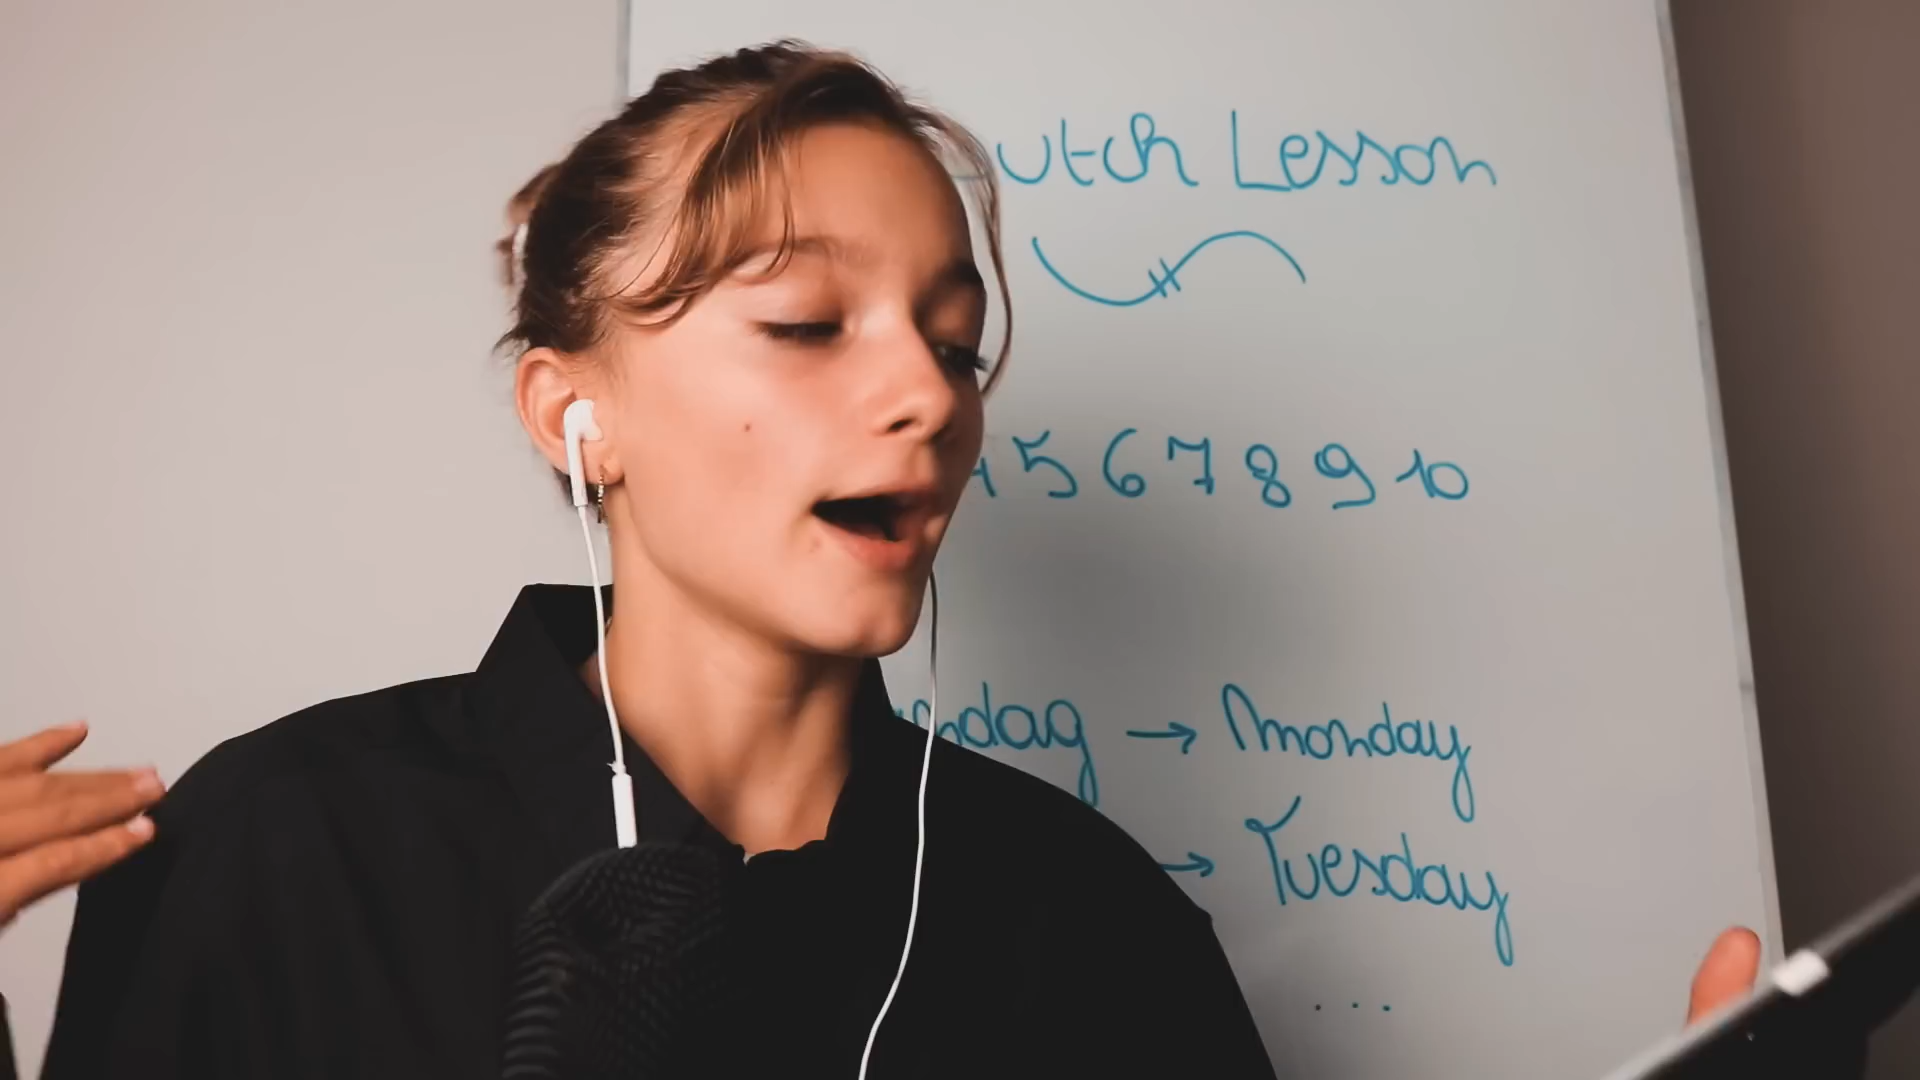 utch Lesson
5 6 7 8 9 10
ndag → Monday
→ Tuesday
...